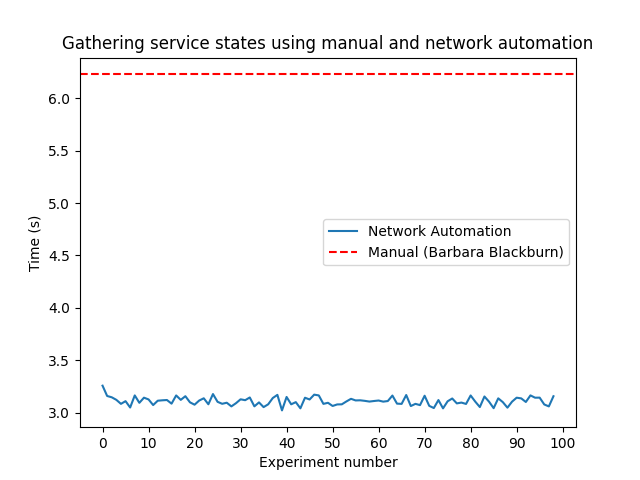 Gathering service states using manual and network automation
6.0
5.5
5.0
4.5
4.0
3.5
3.0
Time (s)
Network Automation
Manual (Barbara Blackburn)
0 10 20 30 40 50 60 70 80 90 100
Experiment number